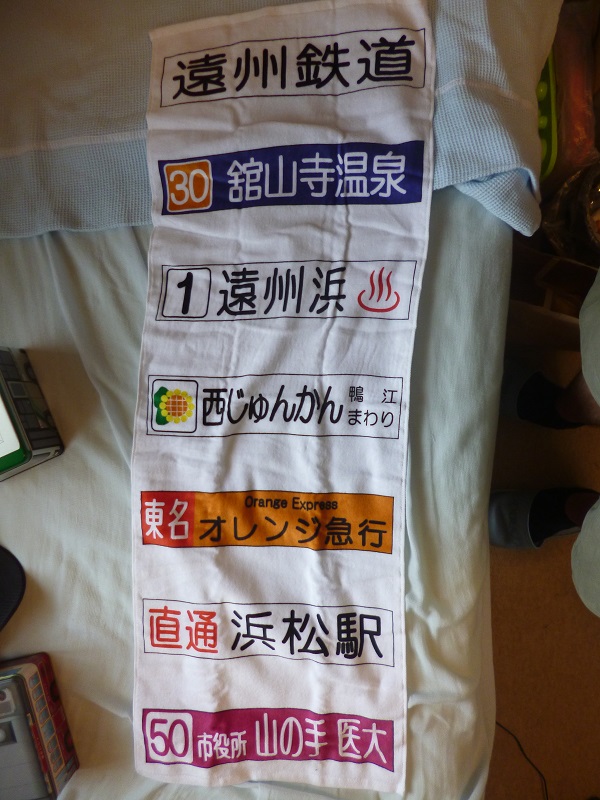 遠州鉄道
30 舘山寺温泉
1 遠州浜
西じゅんかん 鴨江
まわり
Orange Express
東名 オレンジ急行
直通 浜松駅
50 市役所 山の手 医大